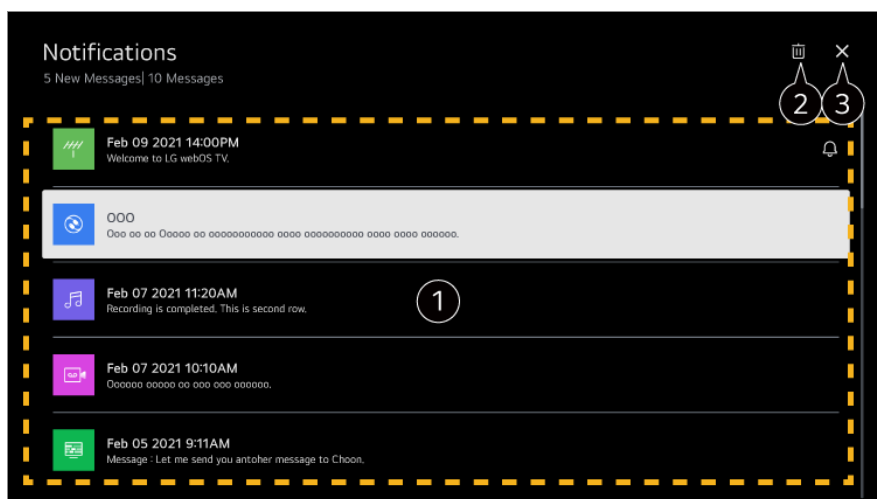 Notifications
5 New Messages| 10 Messages
2
3
Feb 09 2021 14:00PM
Welcome to LG webOS TV.
OOO
Ooo oo oo Ooooo oo ooooooooooo oooo oooooooooo oooo oooo oooooo.
Feb 07 2021 11:20AM
Recording is completed. This is second row.
1
Feb 07 2021 10:10AM
Oooooo ooooo oo ooo ooo oooooo.
Feb 05 2021 9:11AM
Message : Let me send you antoher message to Choon.